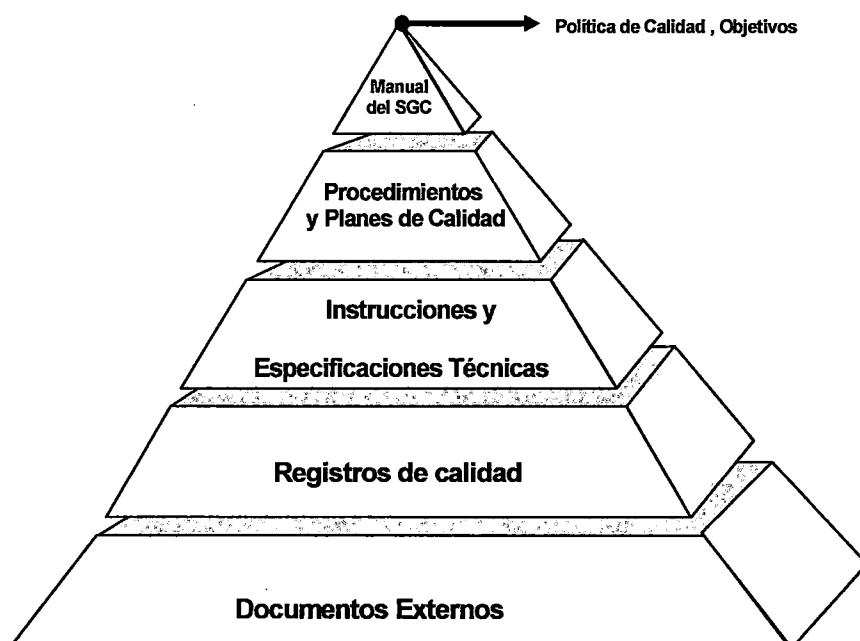 Política de Calidad , Objetivos
Manual
del SGC
Procedimientos
y Planes de Calidad
Instrucciones y
Especificaciones Técnicas
Registros de calidad
Documentos Externos